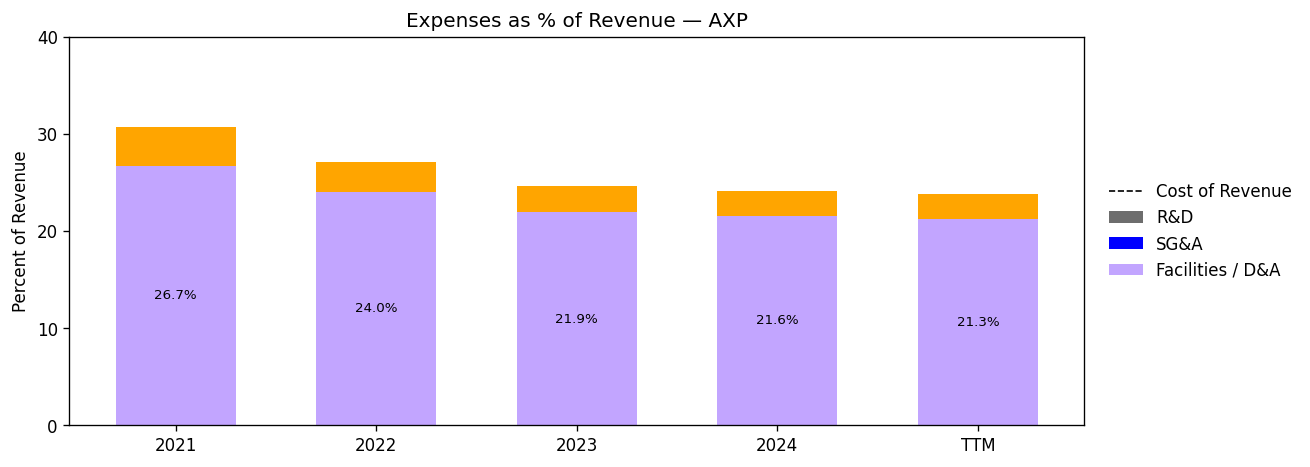 Expenses as % of Revenue — AXP
Percent of Revenue
40
30
20
10
0
26.7%
24.0%
21.9%
21.6%
21.3%
2021
2022
2023
2024
TTM
Cost of Revenue
R&D
SG&A
Facilities / D&A